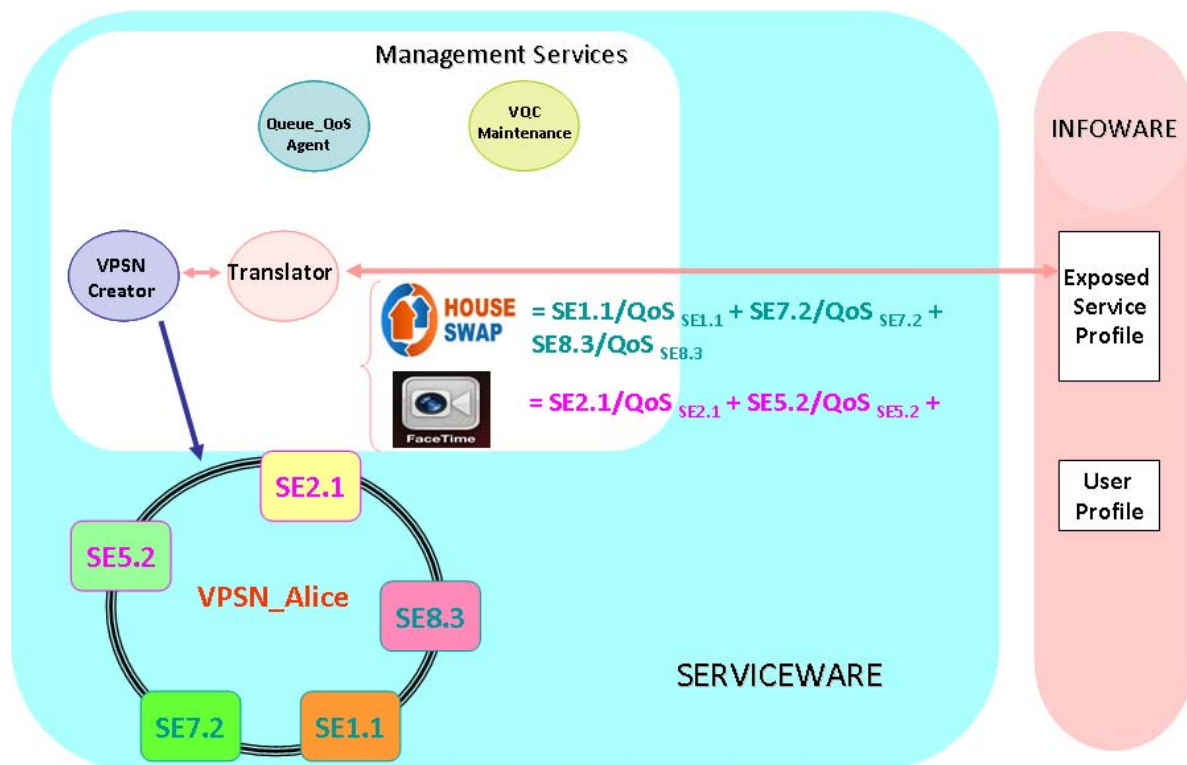 Management Services
Queue_QoS
Agent
VQC
Maintenance
INFOWARE
VPSN
Creator
Translator
Exposed
Service
Profile
HOUSE
SWAP
= SE1.1/QoS SE1.1 + SE7.2/QoS SE7.2 +
SE8.3/QoS SE8.3
FaceTime
= SE2.1/QoS SE2.1 + SE5.2/QoS SE5.2 +
User
Profile
SE2.1
SE5.2
VPSN_Alice
SE8.3
SERVICEWARE
SE7.2
SE1.1